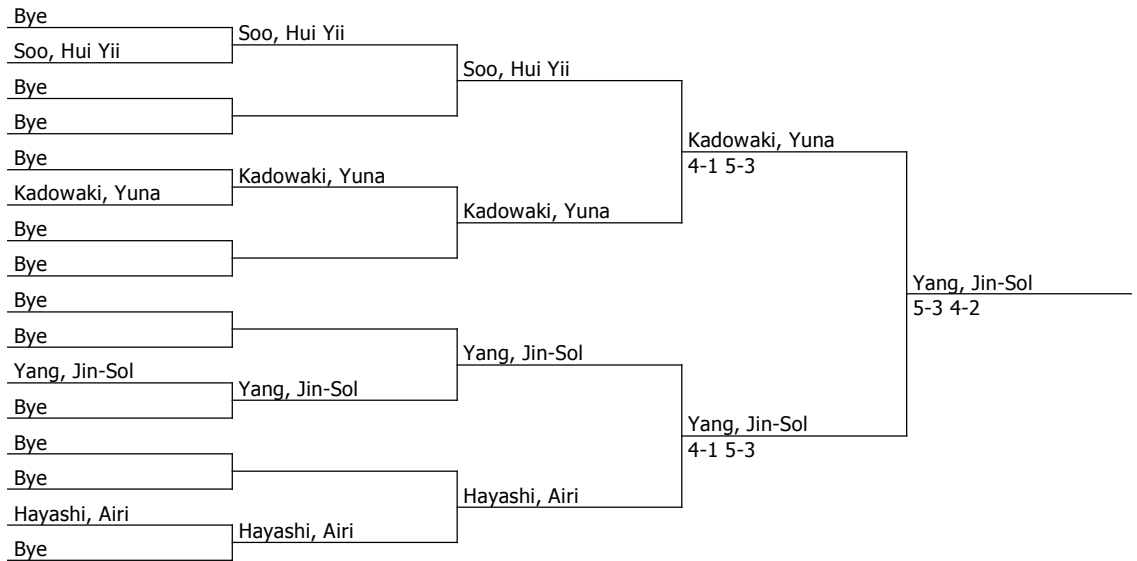 Bye
Soo, Hui Yii
Bye
Bye
Bye
Kadowaki, Yuna
Bye
Bye
Bye
Bye
Yang, Jin-Sol
Bye
Bye
Bye
Hayashi, Airi
Bye
Soo, Hui Yii
Kadowaki, Yuna
Yang, Jin-Sol
Hayashi, Airi
Soo, Hui Yii
Kadowaki, Yuna
Yang, Jin-Sol
Hayashi, Airi
Kadowaki, Yuna
4-1 5-3
Yang, Jin-Sol
4-1 5-3
Yang, Jin-Sol
5-3 4-2